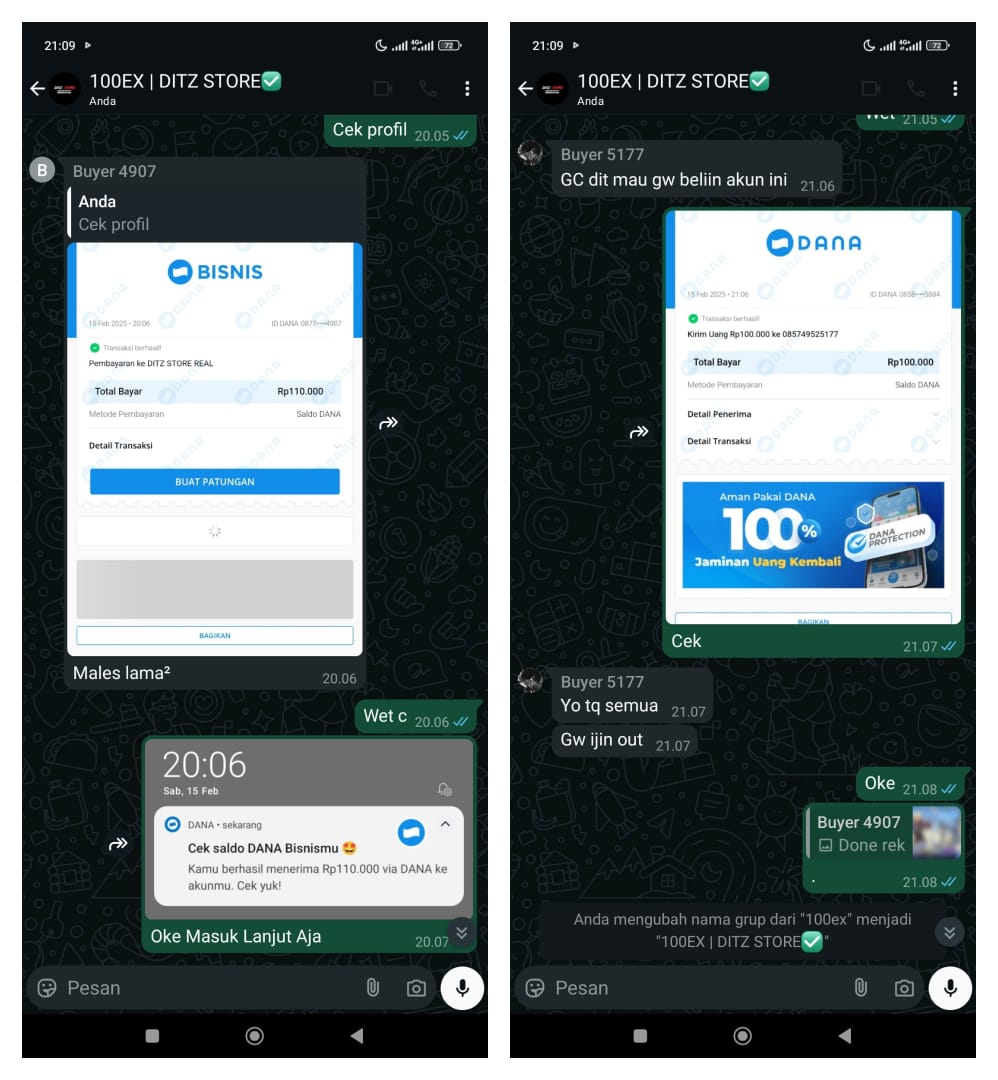 21:09
4G+
72
100EX | DITZ STORE✅
Anda
Cek profil 20.05
B
Buyer 4907
Anda
Cek profil
BISNIS
15 Feb 2025 • 20:06
ID DANA 0877····4907
Transaksi berhasil!
Pembayaran ke DITZ STORE REAL
Total Bayar
Rp110.000
Metode Pembayaran
Saldo DANA
Detail Transaksi
BUAT PATUNGAN
BAGIKAN
Males lama²
20.06
Wet c 20.06
20:06
Sab, 15 Feb
DANA • sekarang
Cek saldo DANA Bisnismu 🤩
Kamu berhasil menerima Rp110.000 via DANA ke
akunmu. Cek yuk!
Oke Masuk Lanjut Aja
20.07
Pesan
21:09
4G+
72
100EX | DITZ STORE✅
Anda
Wet 21.05
Buyer 5177
GC dit mau gw beliin akun ini 21.06
DANA
15 Feb 2025 • 21:06
ID DANA 0858····5884
Transaksi berhasil!
Kirim Uang Rp100.000 ke 085749525177
Total Bayar
Rp100.000
Metode Pembayaran
Saldo DANA
Detail Penerima
Detail Transaksi
Aman Pakai DANA
100%
Jaminan Uang Kembali
DANA
PROTECTION
BAGIKAN
Cek
21.07
Buyer 5177
Yo tq semua 21.07
Gw ijin out 21.07
Oke 21.08
Buyer 4907
Done rek
.
21.08
Anda mengubah nama grup dari "100ex" menjadi
"100EX | DITZ STORE✅"
Pesan